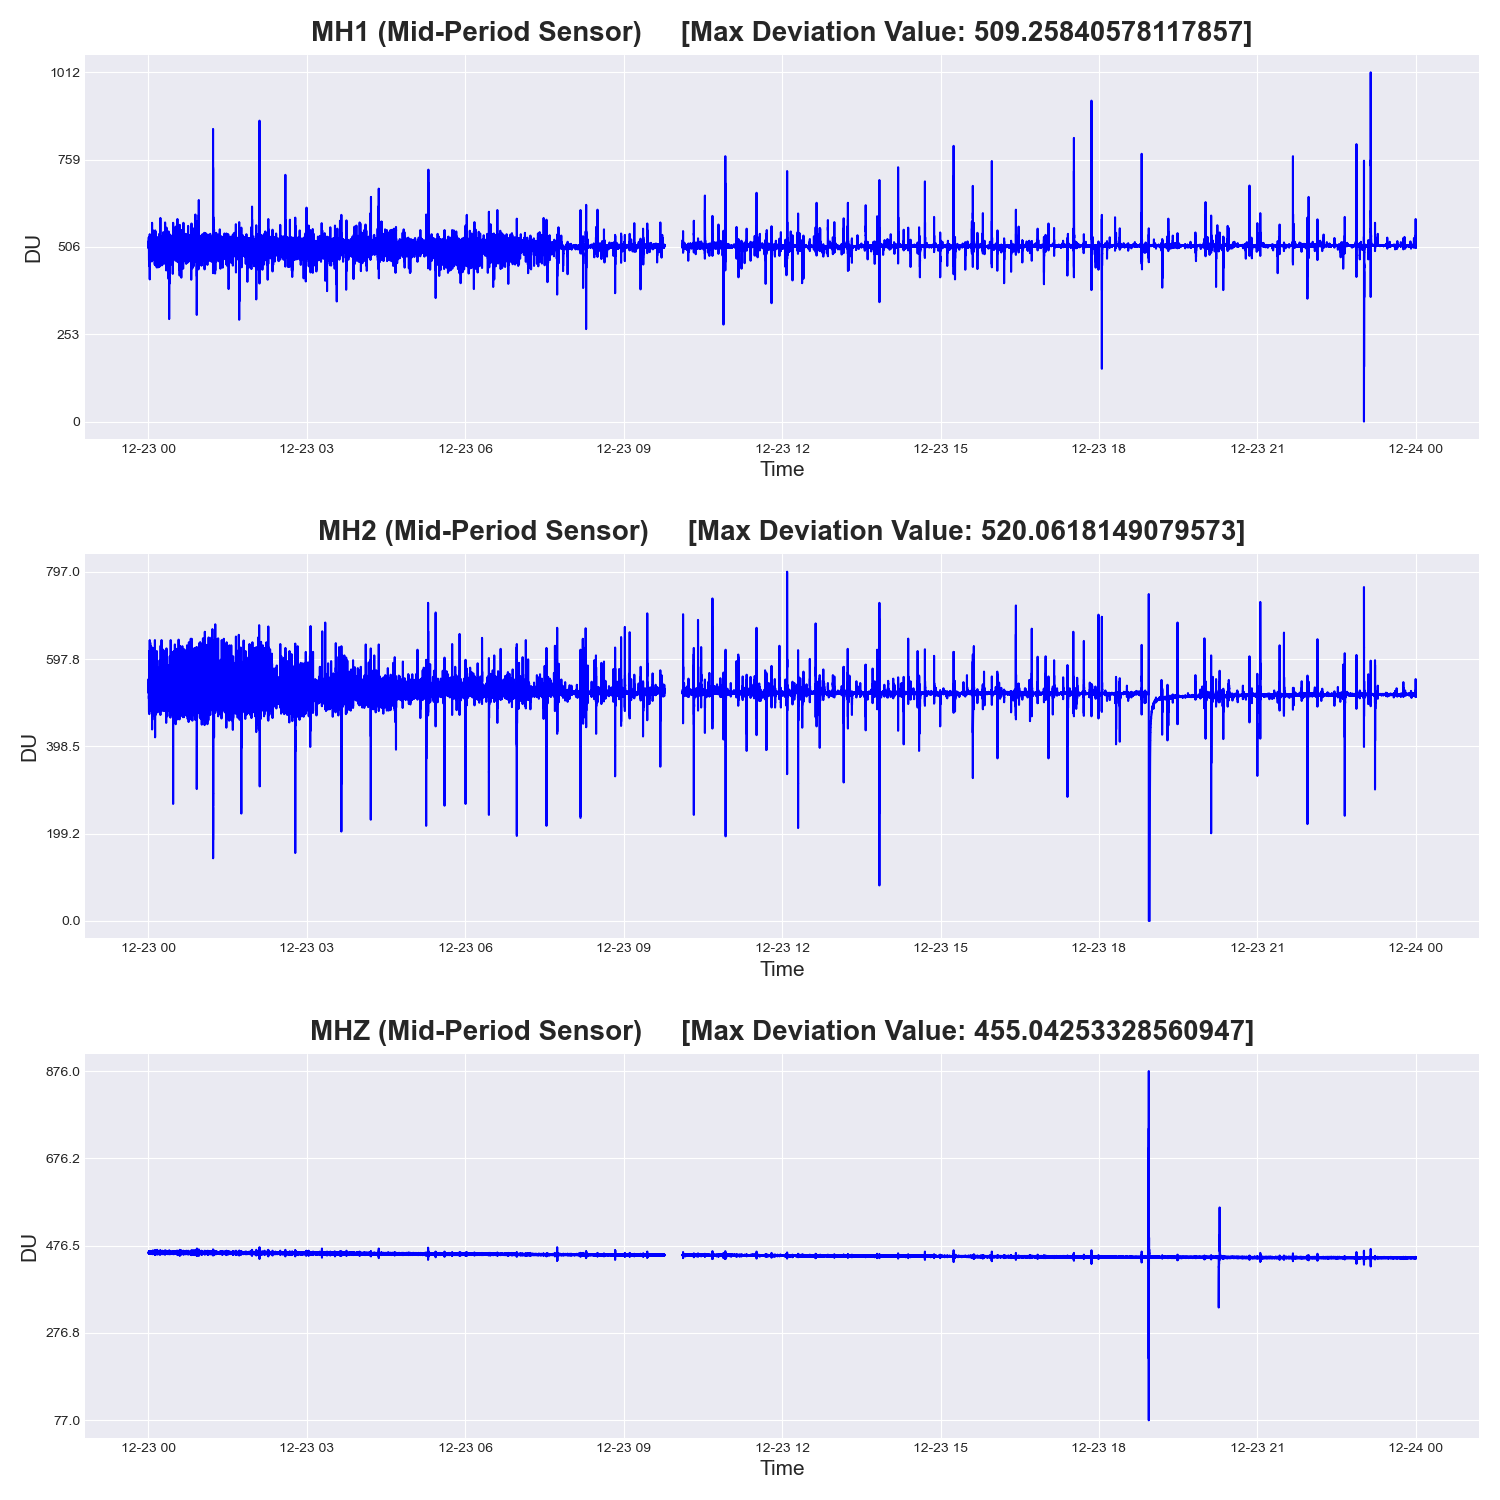 MH1 (Mid-Period Sensor) [Max Deviation Value: 509.25840578117857]
1012
759
506
253
0
DU
12-23 00 12-23 03 12-23 06 12-23 09 12-23 12 12-23 15 12-23 18 12-23 21 12-24 00
Time
MH2 (Mid-Period Sensor) [Max Deviation Value: 520.0618149079573]
797.0
597.8
398.5
199.2
0.0
DU
12-23 00 12-23 03 12-23 06 12-23 09 12-23 12 12-23 15 12-23 18 12-23 21 12-24 00
Time
MHZ (Mid-Period Sensor) [Max Deviation Value: 455.04253328560947]
876.0
676.2
476.5
276.8
77.0
DU
12-23 00 12-23 03 12-23 06 12-23 09 12-23 12 12-23 15 12-23 18 12-23 21 12-24 00
Time